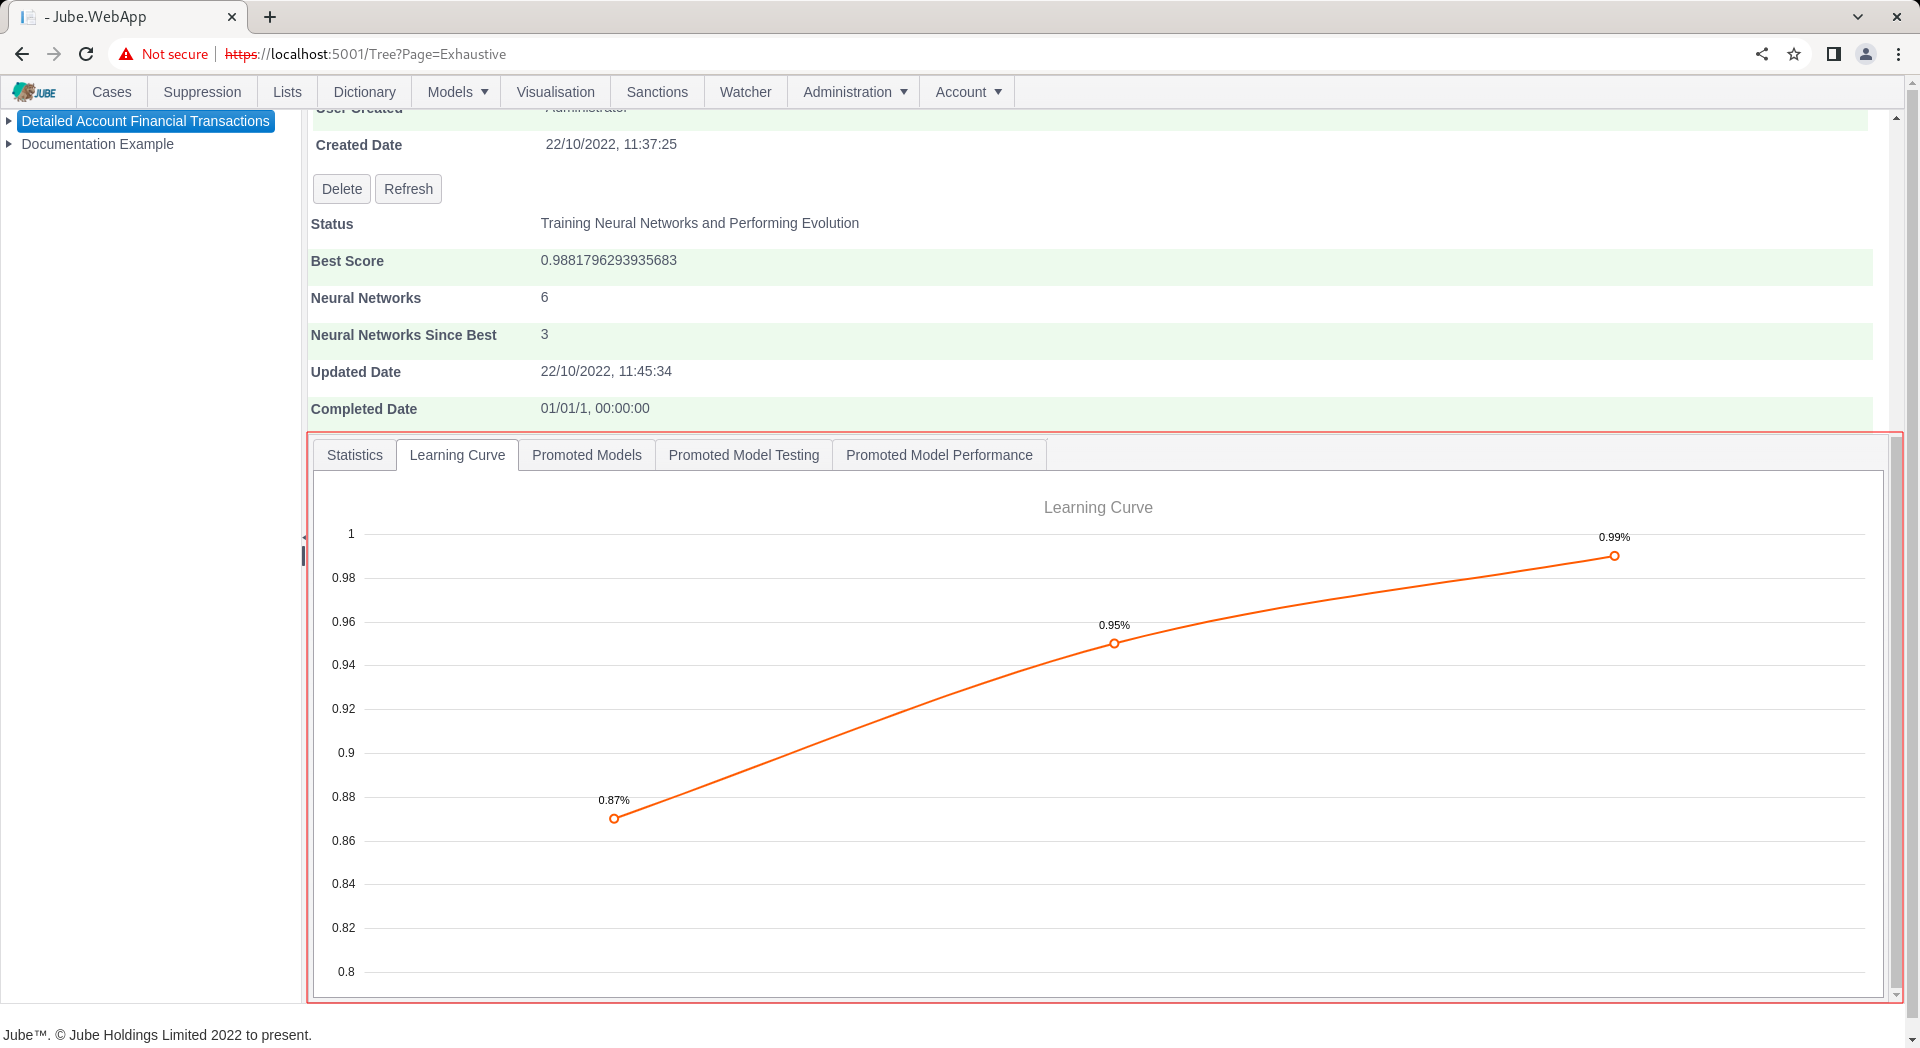 - Jube.WebApp
Not secure https://localhost:5001/Tree?Page=Exhaustive
JUBE Cases Suppression Lists Dictionary Models Visualisation Sanctions Watcher Administration Account
Detailed Account Financial Transactions
Documentation Example
User Created Administrator
Created Date 22/10/2022, 11:37:25
Delete Refresh
Status Training Neural Networks and Performing Evolution
Best Score 0.9881796293935683
Neural Networks 6
Neural Networks Since Best 3
Updated Date 22/10/2022, 11:45:34
Completed Date 01/01/1, 00:00:00
Statistics Learning Curve Promoted Models Promoted Model Testing Promoted Model Performance
Learning Curve
1
0.99%
0.98
0.96
0.95%
0.94
0.92
0.9
0.88
0.87%
0.86
0.84
0.82
0.8
Jube™. © Jube Holdings Limited 2022 to present.